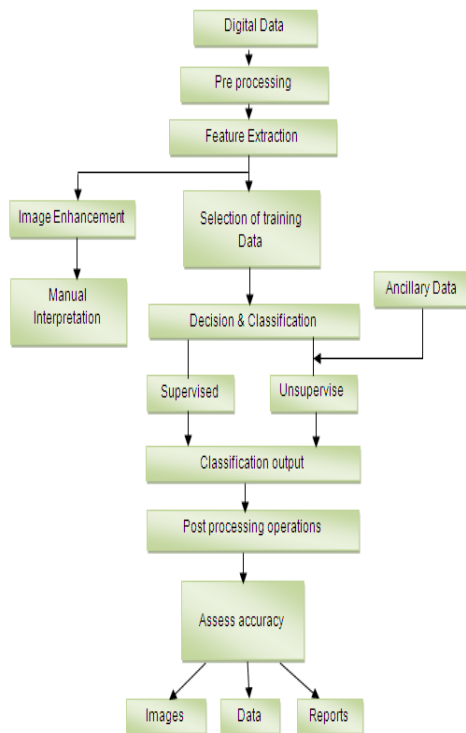 Digital Data
Pre processing
Feature Extraction
Image Enhancement
Selection of training
Data
Manual
Interpretation
Ancillary Data
Decision & Classification
Supervised
Unsupervise
Classification output
Post processing operations
Assess accuracy
Images
Data
Reports